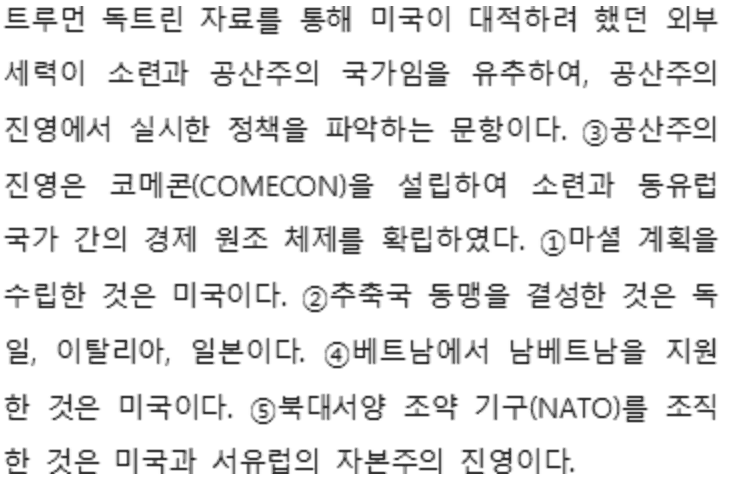 트루먼 독트린 자료를 통해 미국이 대적하려 했던 외부
세력이 소련과 공산주의 국가임을 유추하여, 공산주의
진영에서 실시한 정책을 파악하는 문항이다. ③공산주의
진영은 코메콘(COMECON)을 설립하여 소련과 동유럽
국가 간의 경제 원조 체제를 확립하였다. ①마셜 계획을
수립한 것은 미국이다. ②추축국 동맹을 결성한 것은 독
일, 이탈리아, 일본이다. ④베트남에서 남베트남을 지원
한 것은 미국이다. ⑤북대서양 조약 기구(NATO)를 조직
한 것은 미국과 서유럽의 자본주의 진영이다.